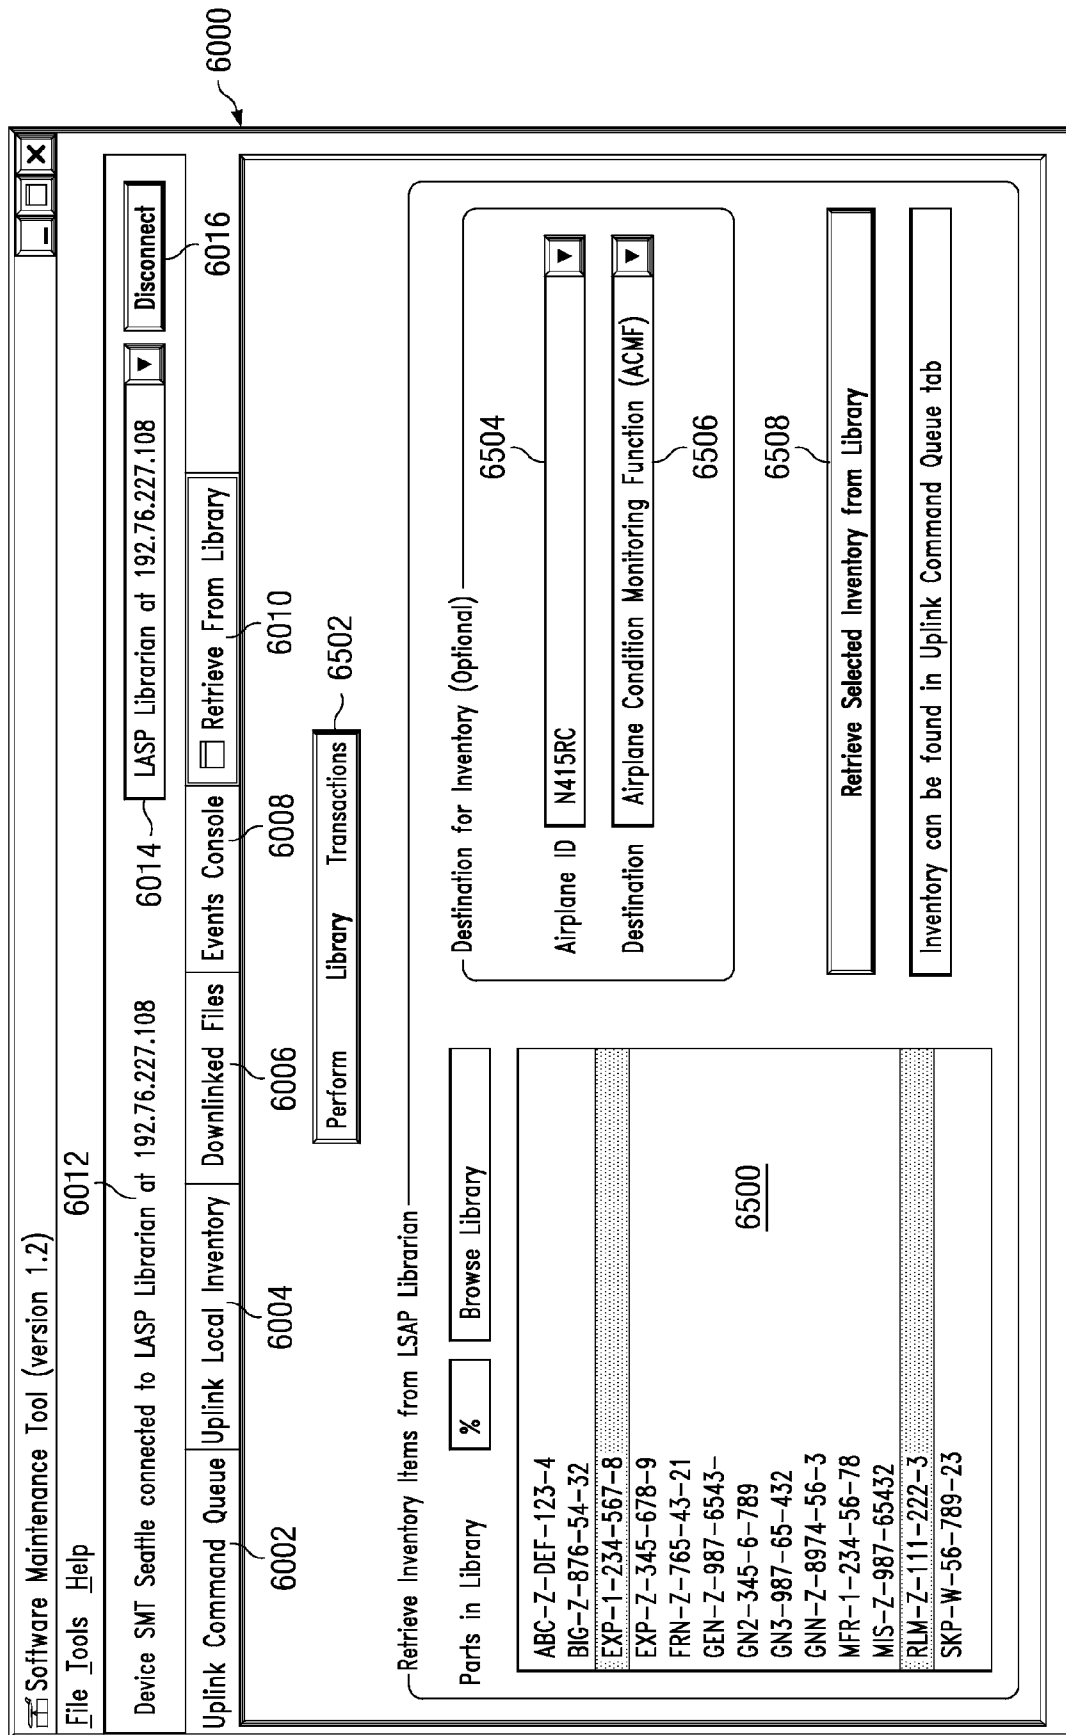 Software Maintenance Tool (version 1.2)
File Tools Help
6012
Device SMT Seattle connected to LASP Librarian at 192.76.227.108
6014
LASP Librarian at 192.76.227.108
Disconnect
6016
6000
Uplink Command Queue
Uplink Local Inventory
Downlinked Files
Events Console
Retrieve From Library
6002
6004
6006
6008
6010
Perform Library Transactions
6502
Retrieve Inventory Items from LSAP Librarian
Parts in Library
%
Browse Library
ABC-Z-DEF-123-4
BIG-Z-876-54-32
EXP-1-234-567-8
EXP-Z-345-678-9
FRN-Z-765-43-21
GEN-Z-987-6543-
GN2-345-6-789
GN3-987-65-432
GNN-Z-8974-56-3
MFR-1-234-56-78
MIS-Z-987-65432
RLM-Z-111-222-3
SKP-W-56-789-23
6500
Destination for Inventory (Optional)
6504
Airplane ID
N415RC
Destination
Airplane Condition Monitoring Function (ACMF)
6506
6508
Retrieve Selected Inventory from Library
Inventory can be found in Uplink Command Queue tab